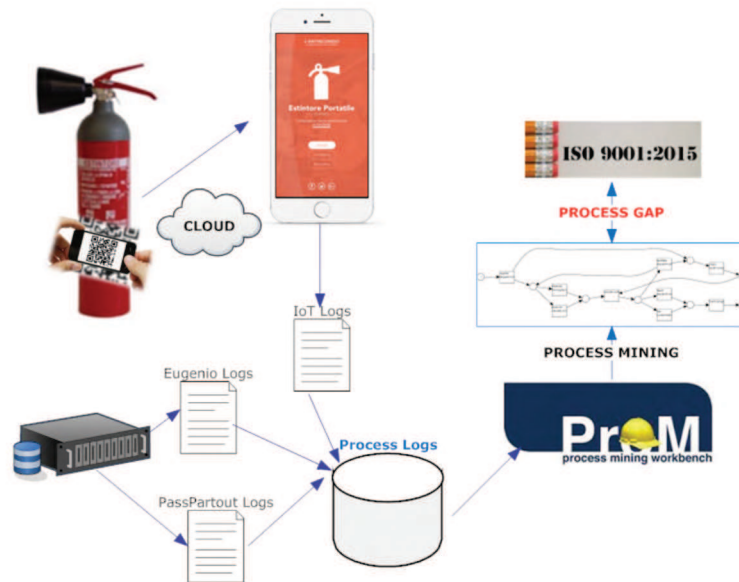 Estintore Portatile
ISO 9001:2015
PROCESS GAP
CLOUD
IoT Logs
PROCESS MINING
Eugenio Logs
Process Logs
ProM
process mining workbench
PassPartout Logs